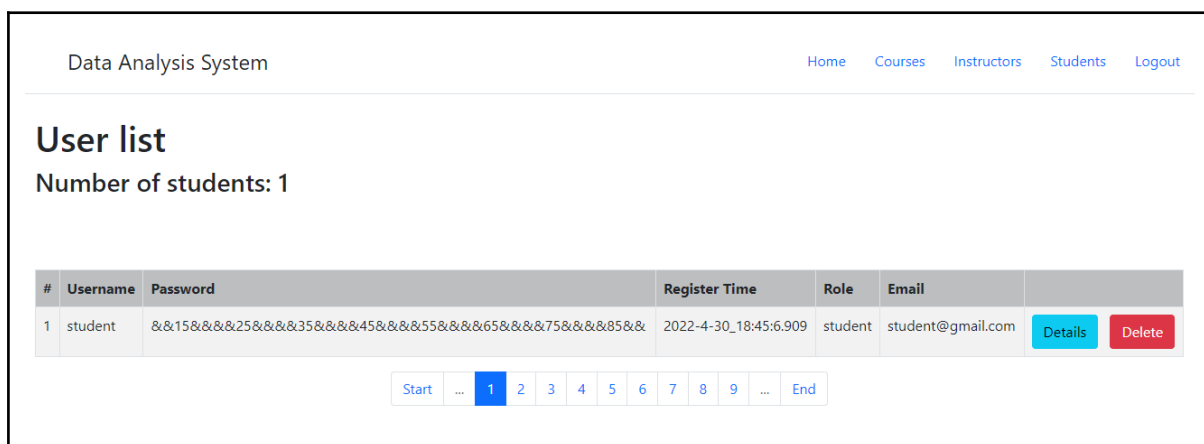 Data Analysis System Home Courses Instructors Students Logout
User list
Number of students: 1
# Username Password Register Time Role Email
1 student &&15&&&&25&&&&35&&&&45&&&&55&&&&65&&&&75&&&&85&& 2022-4-30_18:45:6.909 student student@gmail.com Details Delete
Start ... 1 2 3 4 5 6 7 8 9 ... End